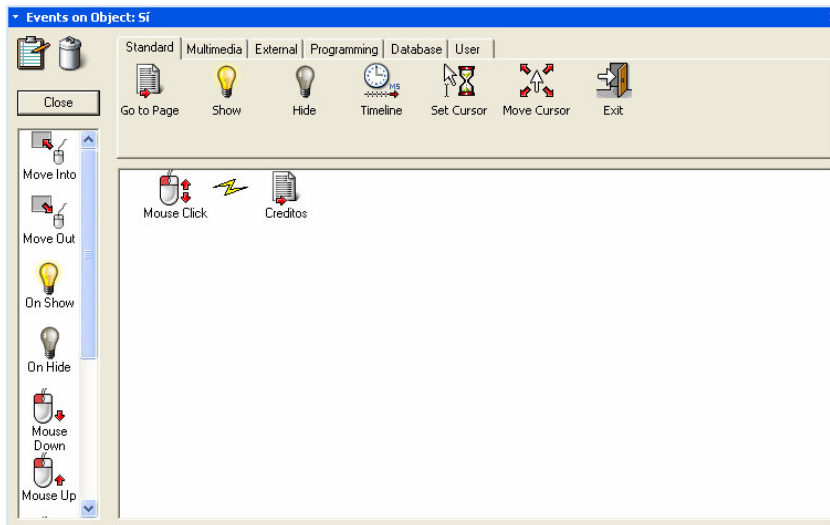 Events on Object: Sí
Standard Multimedia External Programming Database User
Close
Go to Page Show Hide Timeline Set Cursor Move Cursor Exit
MS
Move Into
Move Out
On Show
On Hide
Mouse
Down
Mouse Up
Mouse Click Creditos